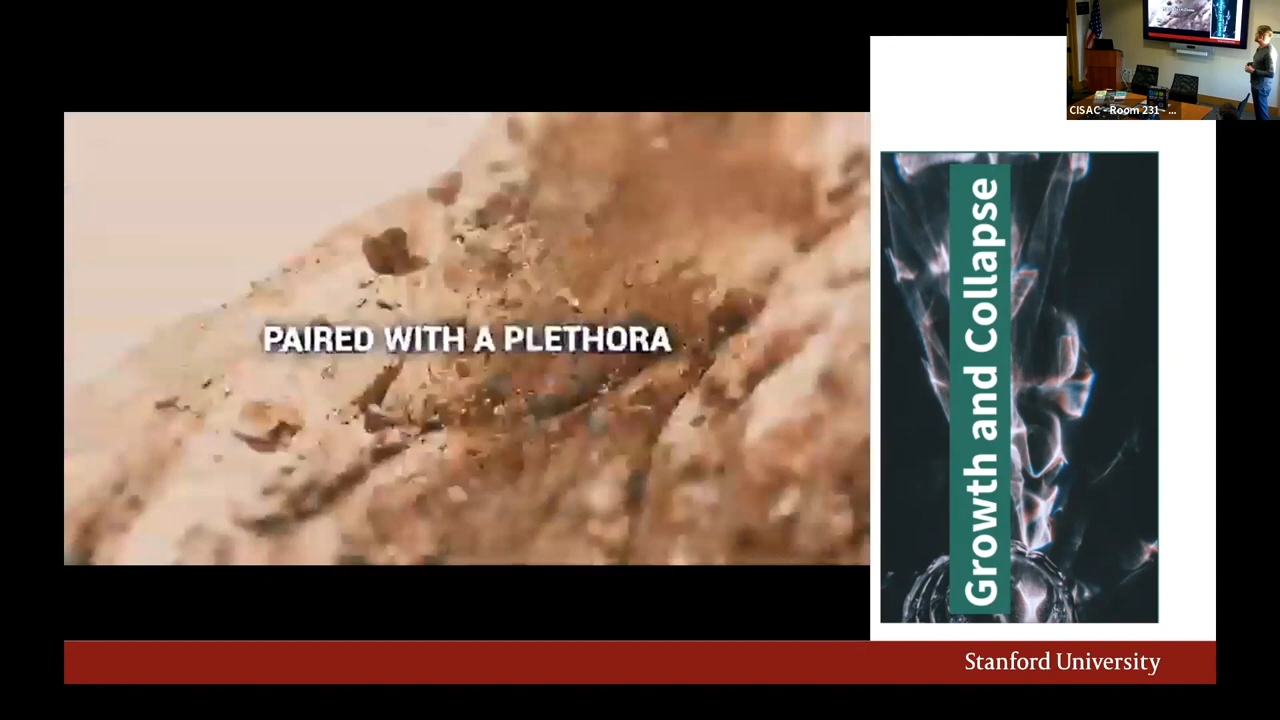 PAIRED WITH A PLETHORA
Growth and Collapse
CISAC - Room 231 - ...
Stanford University